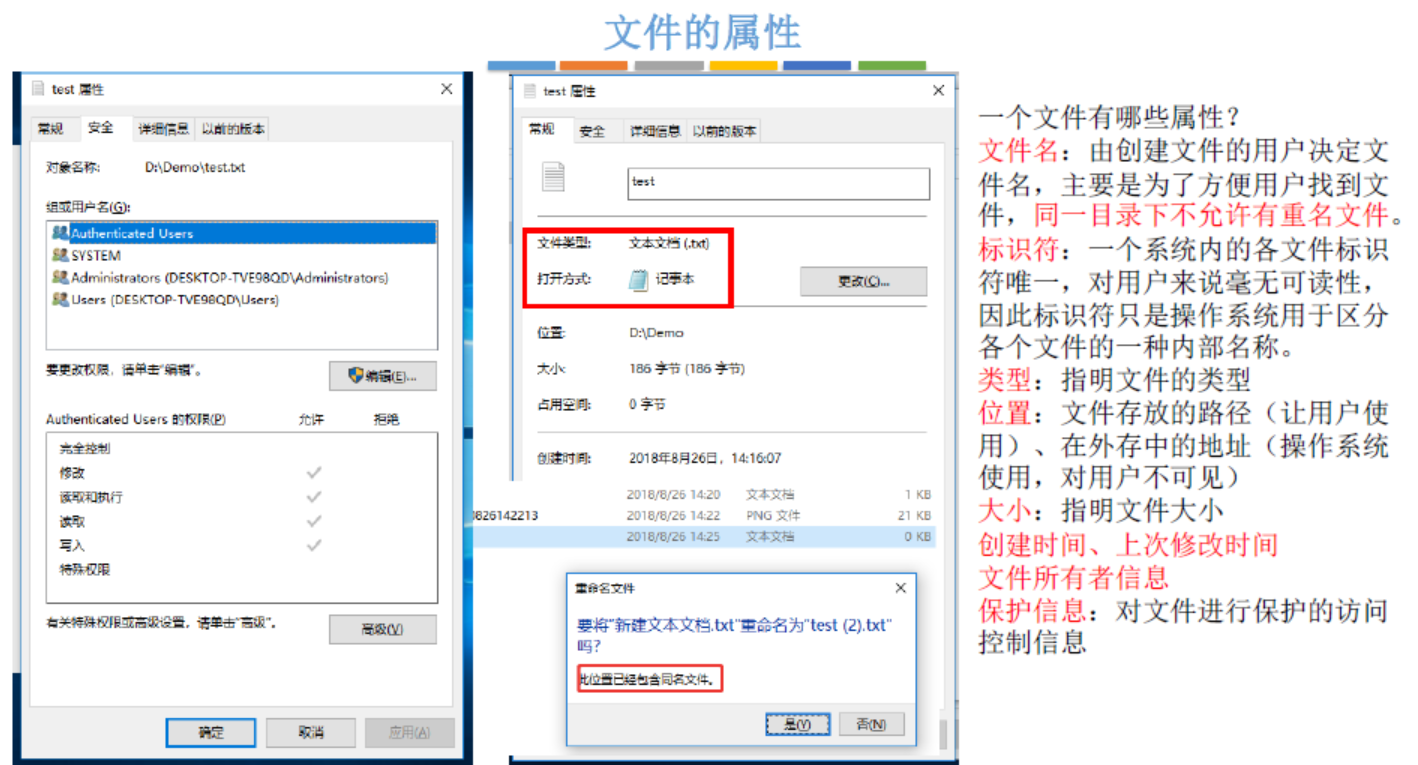 文件的属性
test 属性
常规 安全 详细信息 以前的版本
对象名称: D:\Demo\test.txt
组或用户名(G):
Authenticated Users
SYSTEM
Administrators (DESKTOP-TVE98QD\Administrators)
Users (DESKTOP-TVE98QD\Users)
要更改权限，请单击"编辑"。
编辑(E)...
Authenticated Users 的权限(P) 允许 拒绝
完全控制
修改
读取和执行
读取
写入
特殊权限
有关特殊权限或高级设置，请单击"高级"。
高级(V)
确定 取消 应用(A)
test 属性
常规 安全 详细信息 以前的版本
test
文件类型: 文本文档 (.txt)
打开方式: 记事本 更改(C)...
位置: D:\Demo
大小: 186 字节 (186 字节)
占用空间: 0 字节
创建时间: 2018年8月26日，14:16:07
2018/8/26 14:20 文本文档 1 KB
0826142213 2018/8/26 14:22 PNG 文件 21 KB
2018/8/26 14:25 文本文档 0 KB
重命名文件
要将"新建文本文档.txt"重命名为"test (2).txt"
吗?
此位置已经包含同名文件。
是(Y) 否(N)
一个文件有哪些属性？
文件名：由创建文件的用户决定文
件名，主要是为了方便用户找到文
件，同一目录下不允许有重名文件。
标识符：一个系统内的各文件标识
符唯一，对用户来说毫无可读性，
因此标识符只是操作系统用于区分
各个文件的一种内部名称。
类型：指明文件的类型
位置：文件存放的路径（让用户使
用）、在外存中的地址（操作系统
使用，对用户不可见）
大小：指明文件大小
创建时间、上次修改时间
文件所有者信息
保护信息：对文件进行保护的访问
控制信息